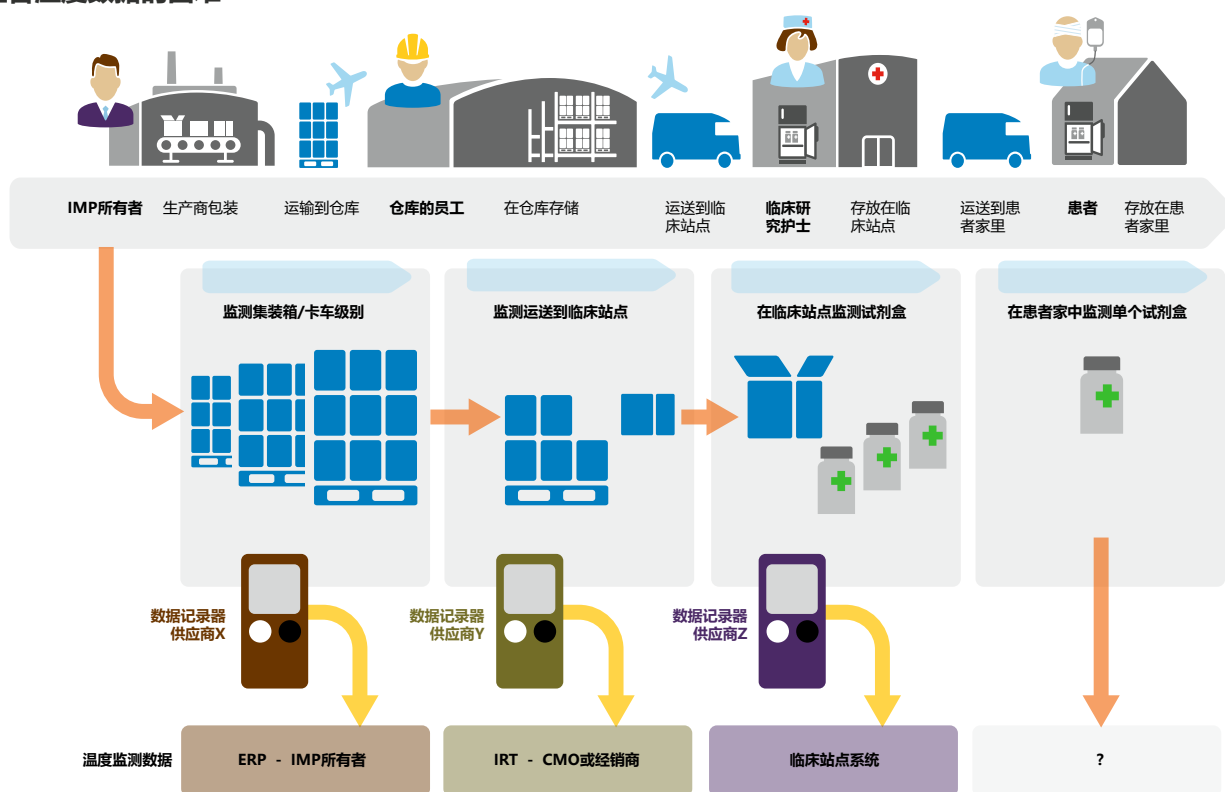 温度数据的困难
IMP所有者
生产商包装
运输到仓库
仓库的员工
在仓库存储
运送到临
床站点
临床研
究护士
存放在临
床站点
运送到患
者家里
患者
存放在患
者家里
监测集装箱/卡车级别
监测运送到临床站点
在临床站点监测试剂盒
在患者家中监测单个试剂盒
数据记录器
供应商X
数据记录器
供应商Y
数据记录器
供应商Z
温度监测数据
ERP - IMP所有者
IRT - CMO或经销商
临床站点系统
?